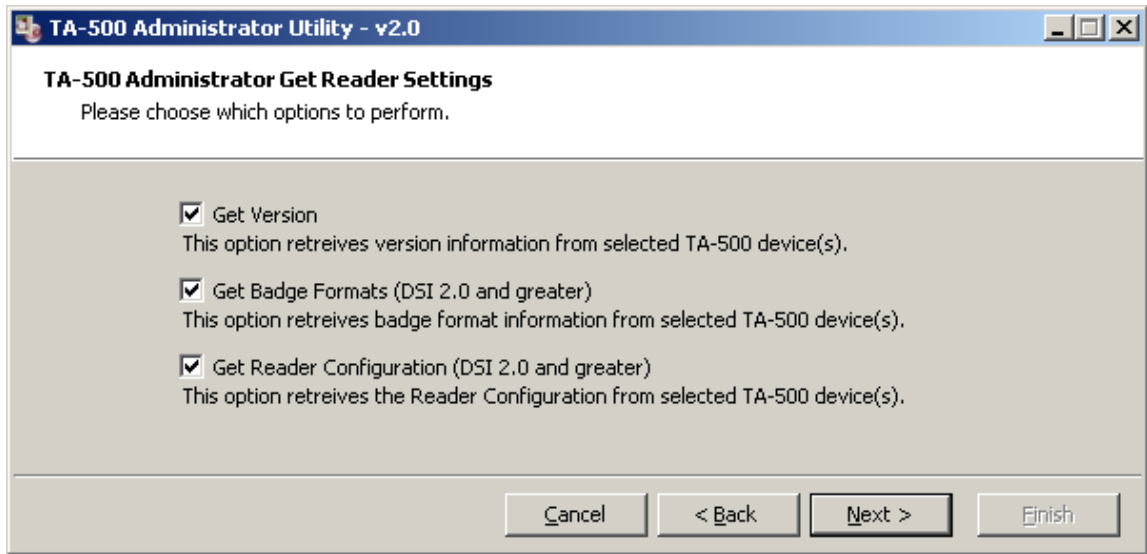 TA-500 Administrator Utility - v2.0
TA-500 Administrator Get Reader Settings
Please choose which options to perform.
Get Version
This option retreives version information from selected TA-500 device(s).
Get Badge Formats (DSI 2.0 and greater)
This option retreives badge format information from selected TA-500 device(s).
Get Reader Configuration (DSI 2.0 and greater)
This option retreives the Reader Configuration from selected TA-500 device(s).
Cancel < Back Next > Finish